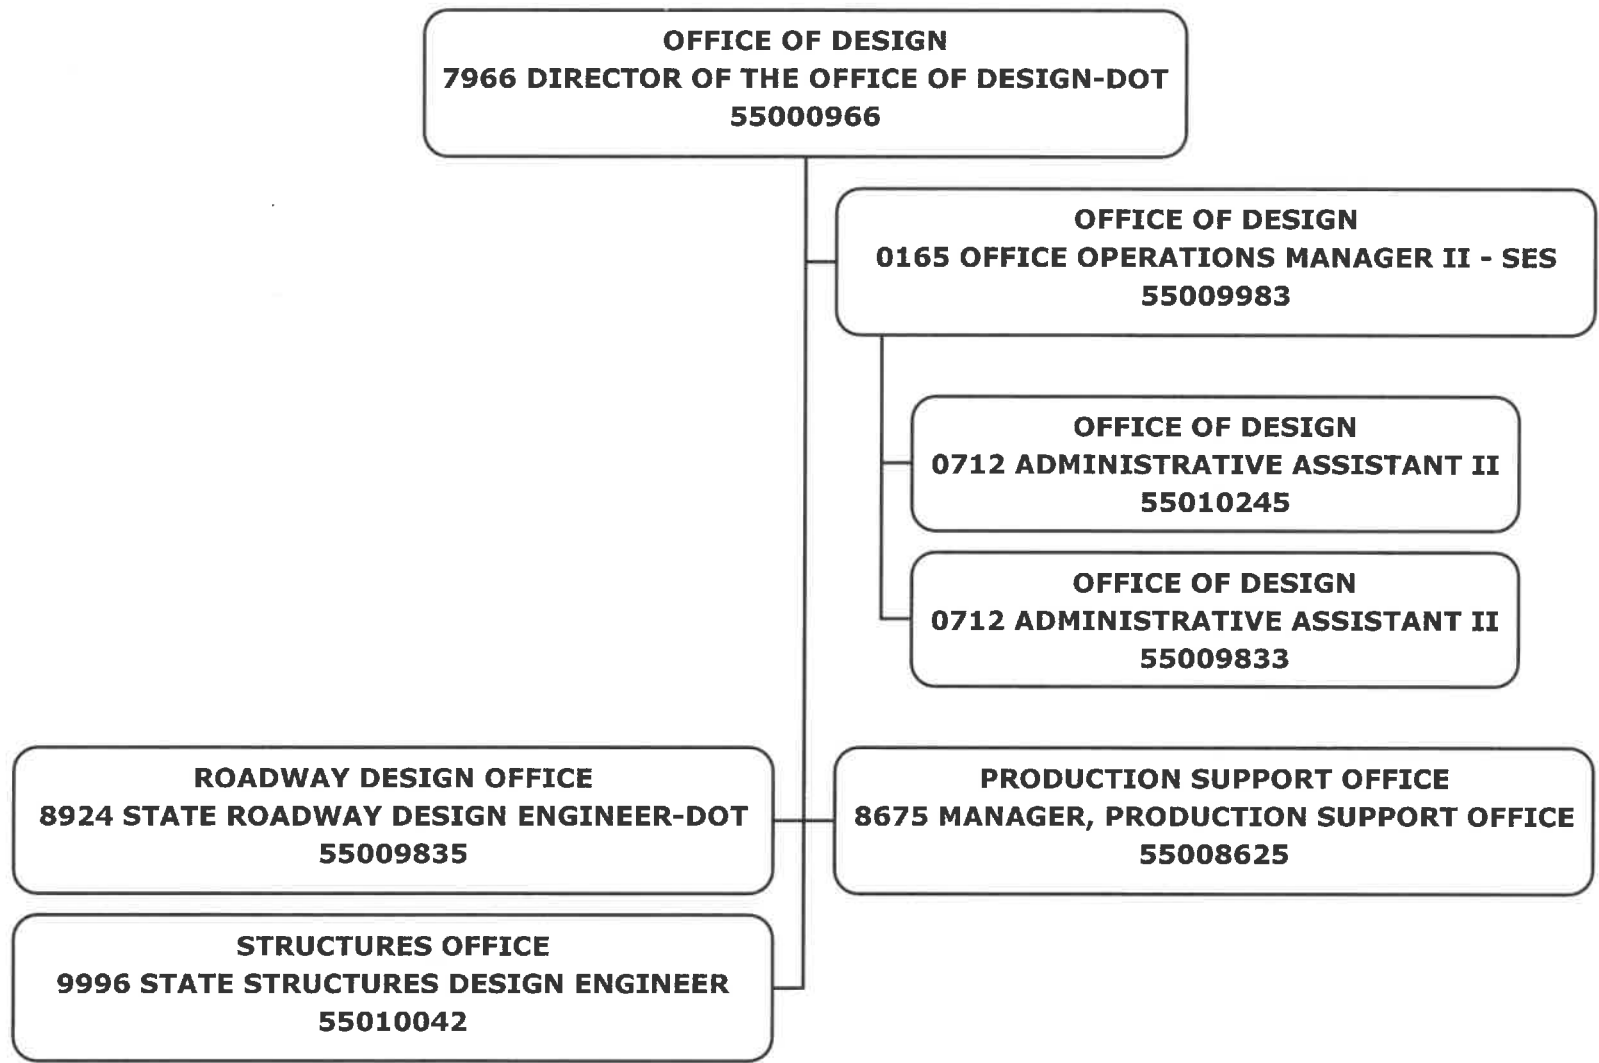 OFFICE OF DESIGN
7966 DIRECTOR OF THE OFFICE OF DESIGN-DOT
55000966
OFFICE OF DESIGN
0165 OFFICE OPERATIONS MANAGER II - SES
55009983
OFFICE OF DESIGN
0712 ADMINISTRATIVE ASSISTANT II
55010245
OFFICE OF DESIGN
0712 ADMINISTRATIVE ASSISTANT II
55009833
ROADWAY DESIGN OFFICE
8924 STATE ROADWAY DESIGN ENGINEER-DOT
55009835
PRODUCTION SUPPORT OFFICE
8675 MANAGER, PRODUCTION SUPPORT OFFICE
55008625
STRUCTURES OFFICE
9996 STATE STRUCTURES DESIGN ENGINEER
55010042